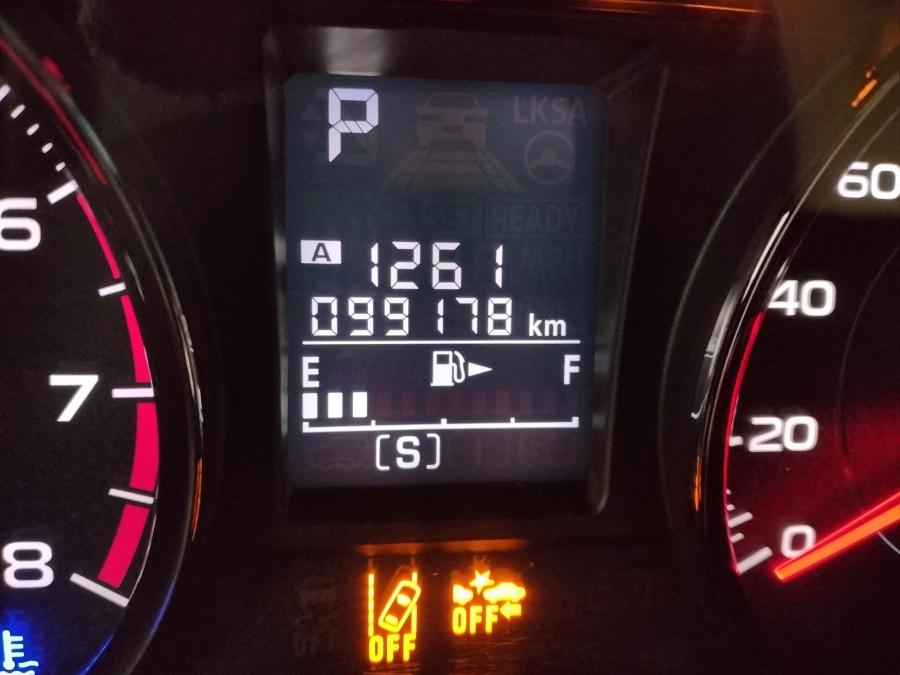 P
LKSA
SET READY
A 1261
099178 km
E F
[S]
6
7
8
60
40
20
0
OFF
OFF